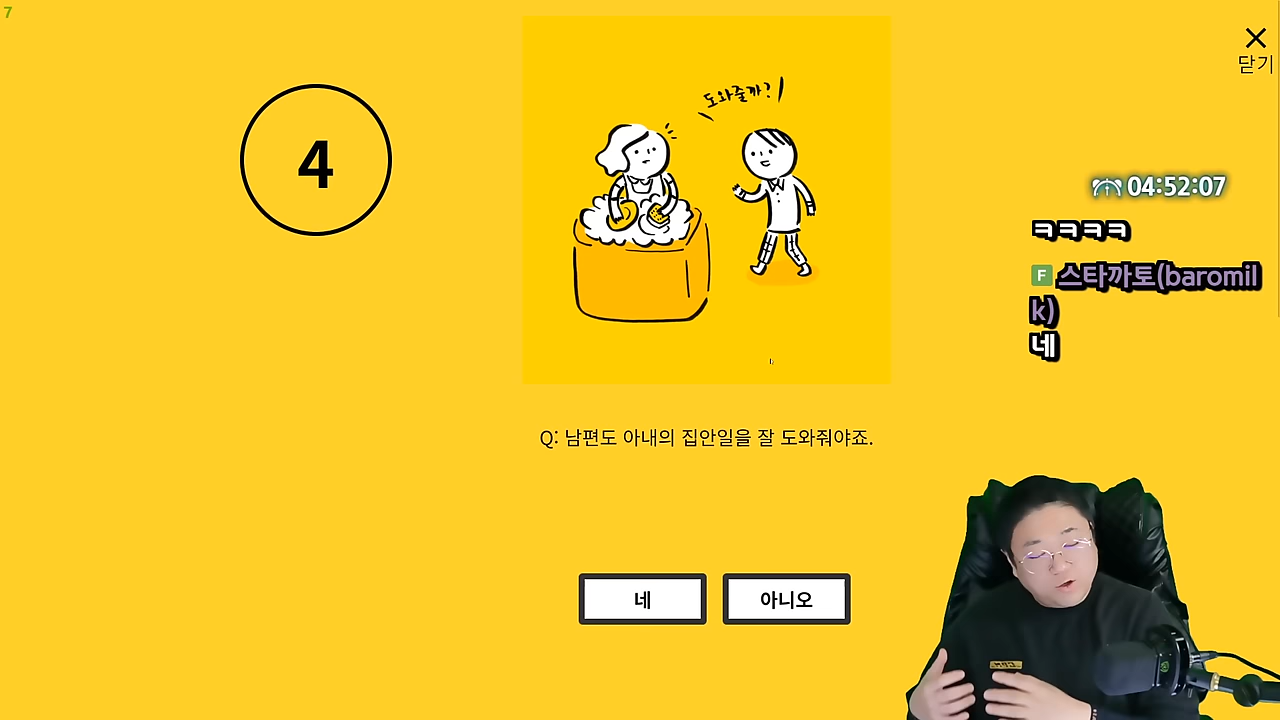 7
닫기
4
도와줄까?
04:52:07
ㅋㅋㅋㅋ
F 스타까토(baromil
k)
네
Q: 남편도 아내의 집안일을 잘 도와줘야죠.
네
아니오